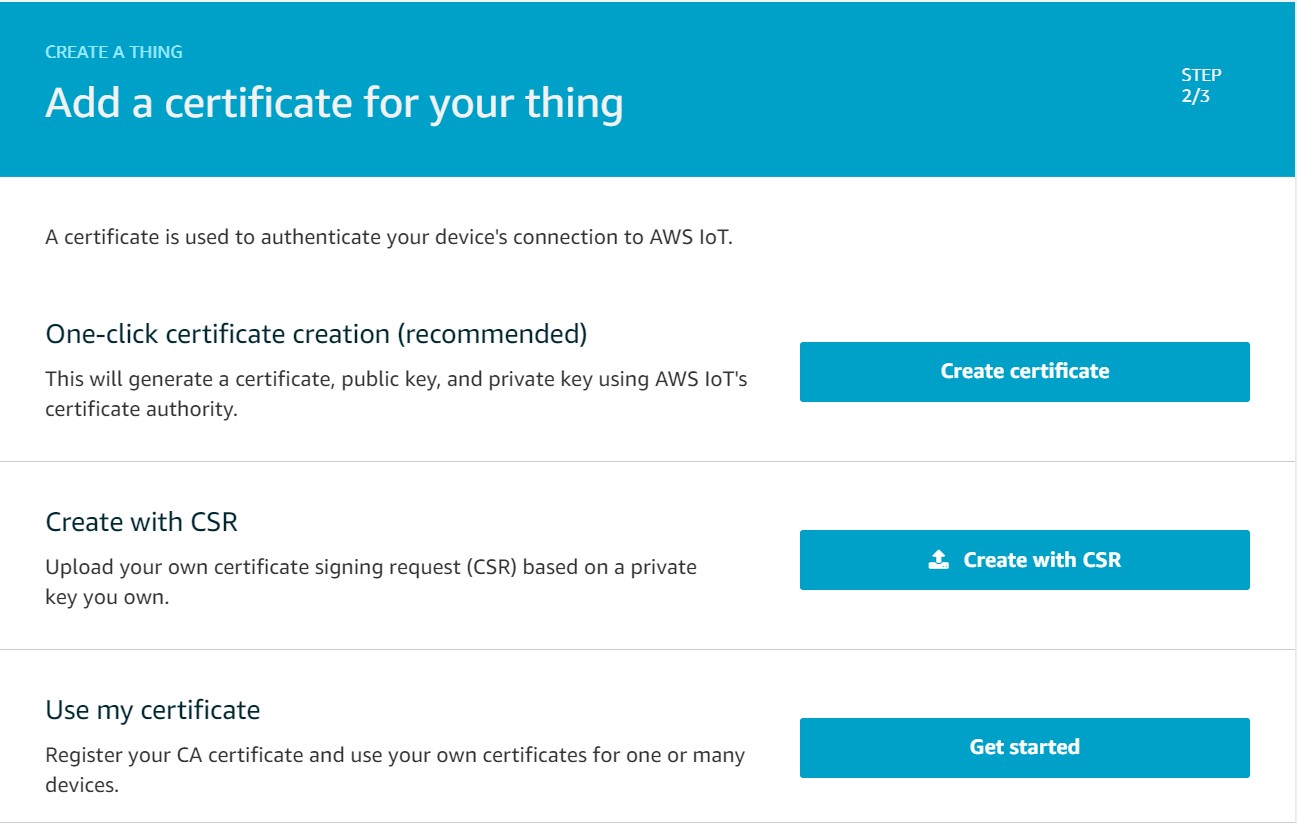 CREATE A THING
Add a certificate for your thing
STEP
2/3
A certificate is used to authenticate your device's connection to AWS IoT.
One-click certificate creation (recommended)
This will generate a certificate, public key, and private key using AWS IoT's
certificate authority.
Create certificate
Create with CSR
Upload your own certificate signing request (CSR) based on a private
key you own.
Create with CSR
Use my certificate
Register your CA certificate and use your own certificates for one or many
devices.
Get started